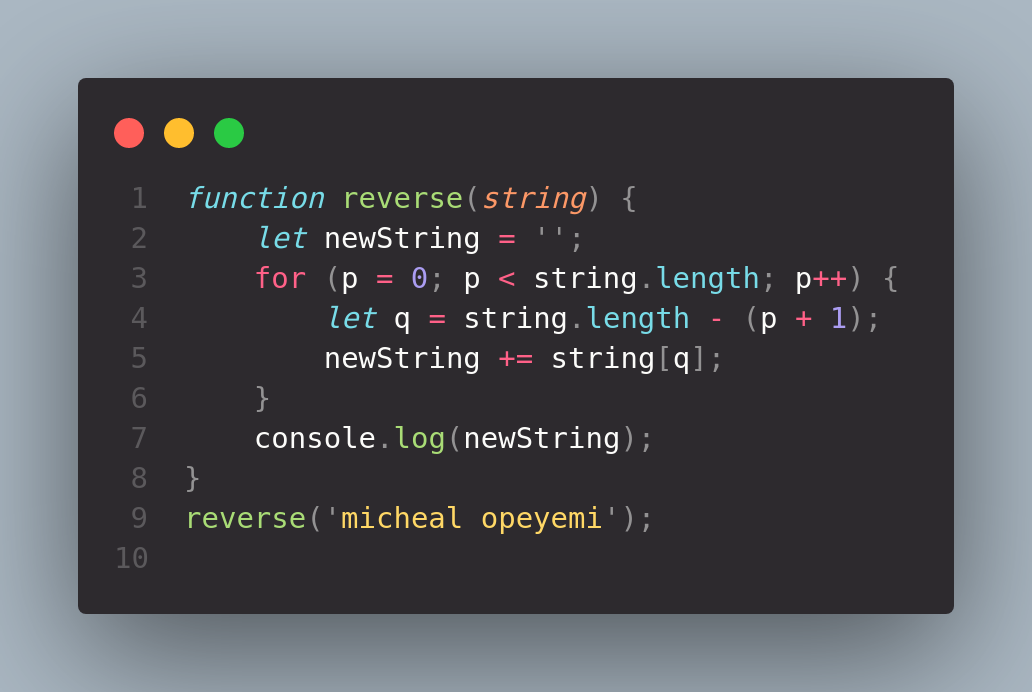 1 function reverse(string) {
2     let newString = '';
3     for (p = 0; p < string.length; p++) {
4         let q = string.length - (p + 1);
5         newString += string[q];
6     }
7     console.log(newString);
8 }
9 reverse('micheal opeyemi');
10